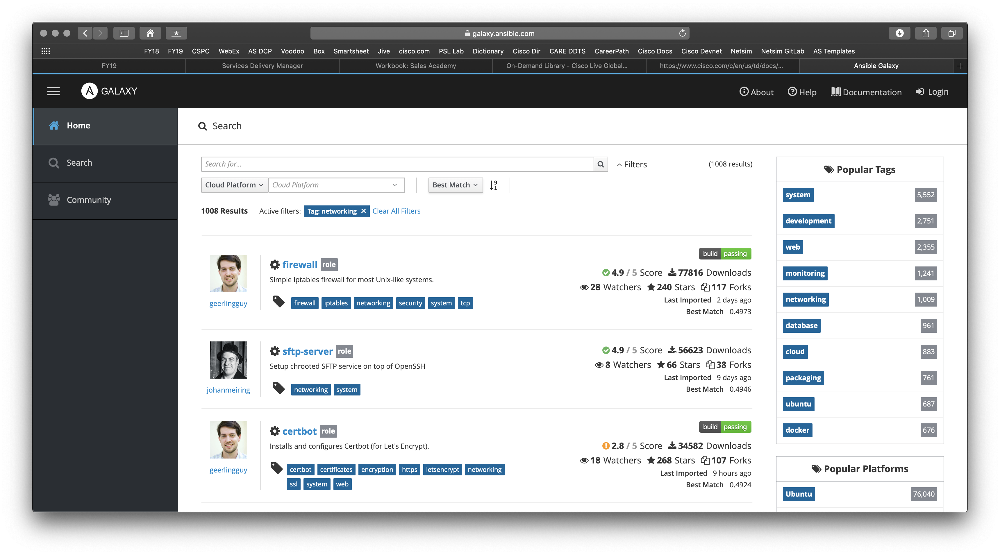 galaxy.ansible.com
FY18 FY19 CSPC WebEx AS DCP Voodoo Box Smartsheet Jive cisco.com PSL Lab Dictionary Cisco Dir CARE DDTS CareerPath Cisco Docs Cisco Devnet Netsim Netsim GitLab AS Templates
FY19 Services Delivery Manager Workbook: Sales Academy On-Demand Library - Cisco Live Global... https://www.cisco.com/c/en/us/td/docs/... Ansible Galaxy
A GALAXY About Help Documentation Login
Home
Search
Community
Search
Search for... Filters (1008 results)
Cloud Platform Cloud Platform Best Match 9 1
1008 Results Active filters: Tag: networking × Clear All Filters
build passing
firewall role
Simple iptables firewall for most Unix-like systems.
geerlingguy
firewall iptables networking security system tcp
4.9 / 5 Score 77816 Downloads
28 Watchers 240 Stars 117 Forks
Last Imported 2 days ago
Best Match 0.4973
sftp-server role
Setup chrooted SFTP service on top of OpenSSH
johanmeiring
networking system
4.9 / 5 Score 56623 Downloads
8 Watchers 66 Stars 38 Forks
Last Imported 9 days ago
Best Match 0.4946
build passing
certbot role
Installs and configures Certbot (for Let's Encrypt).
geerlingguy
certbot certificates encryption https letsencrypt networking
ssl system web
2.8 / 5 Score 34582 Downloads
18 Watchers 268 Stars 107 Forks
Last Imported 9 hours ago
Best Match 0.4924
Popular Tags
system 5,552
development 2,751
web 2,355
monitoring 1,241
networking 1,009
database 961
cloud 883
packaging 761
ubuntu 687
docker 676
Popular Platforms
Ubuntu 76,040